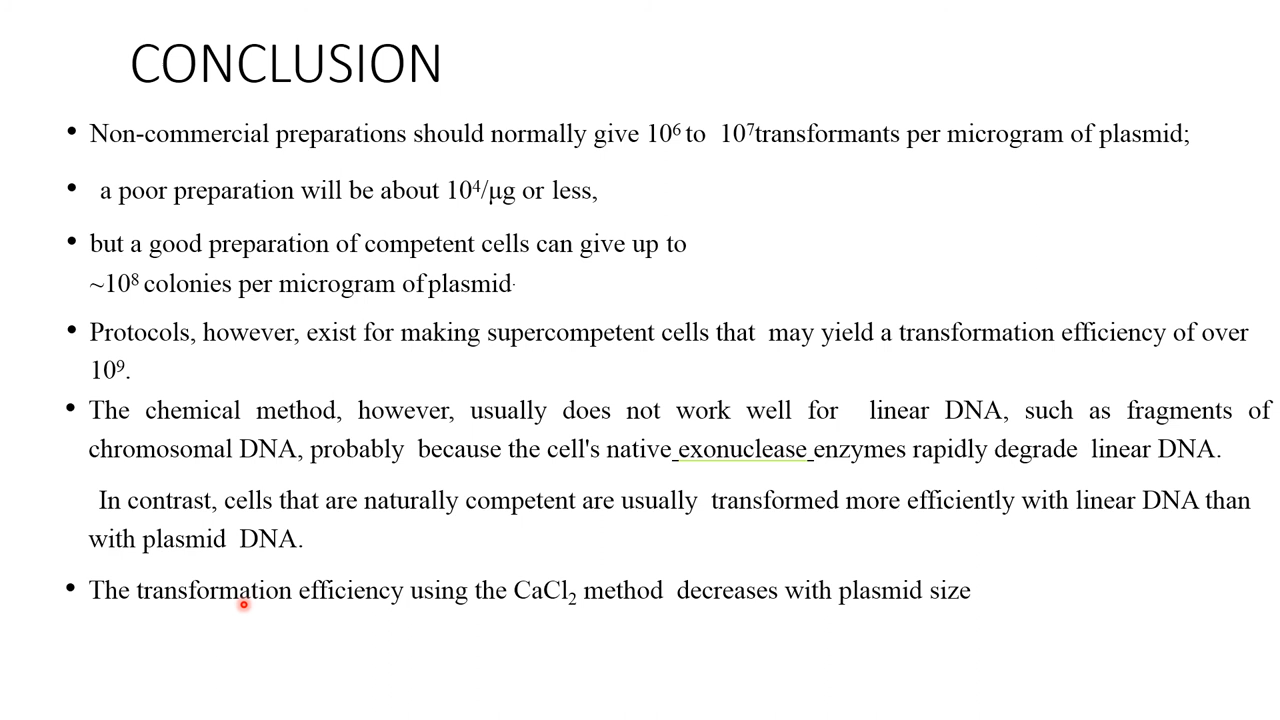 CONCLUSION
• Non-commercial preparations should normally give 10⁶ to 10⁷transformants per microgram of plasmid;
• a poor preparation will be about 10⁴/μg or less,
• but a good preparation of competent cells can give up to
~10⁸ colonies per microgram of plasmid.
• Protocols, however, exist for making supercompetent cells that may yield a transformation efficiency of over
10⁹.
• The chemical method, however, usually does not work well for linear DNA, such as fragments of
chromosomal DNA, probably because the cell's native exonuclease enzymes rapidly degrade linear DNA.
In contrast, cells that are naturally competent are usually transformed more efficiently with linear DNA than
with plasmid DNA.
• The transformation efficiency using the CaCl₂ method decreases with plasmid size